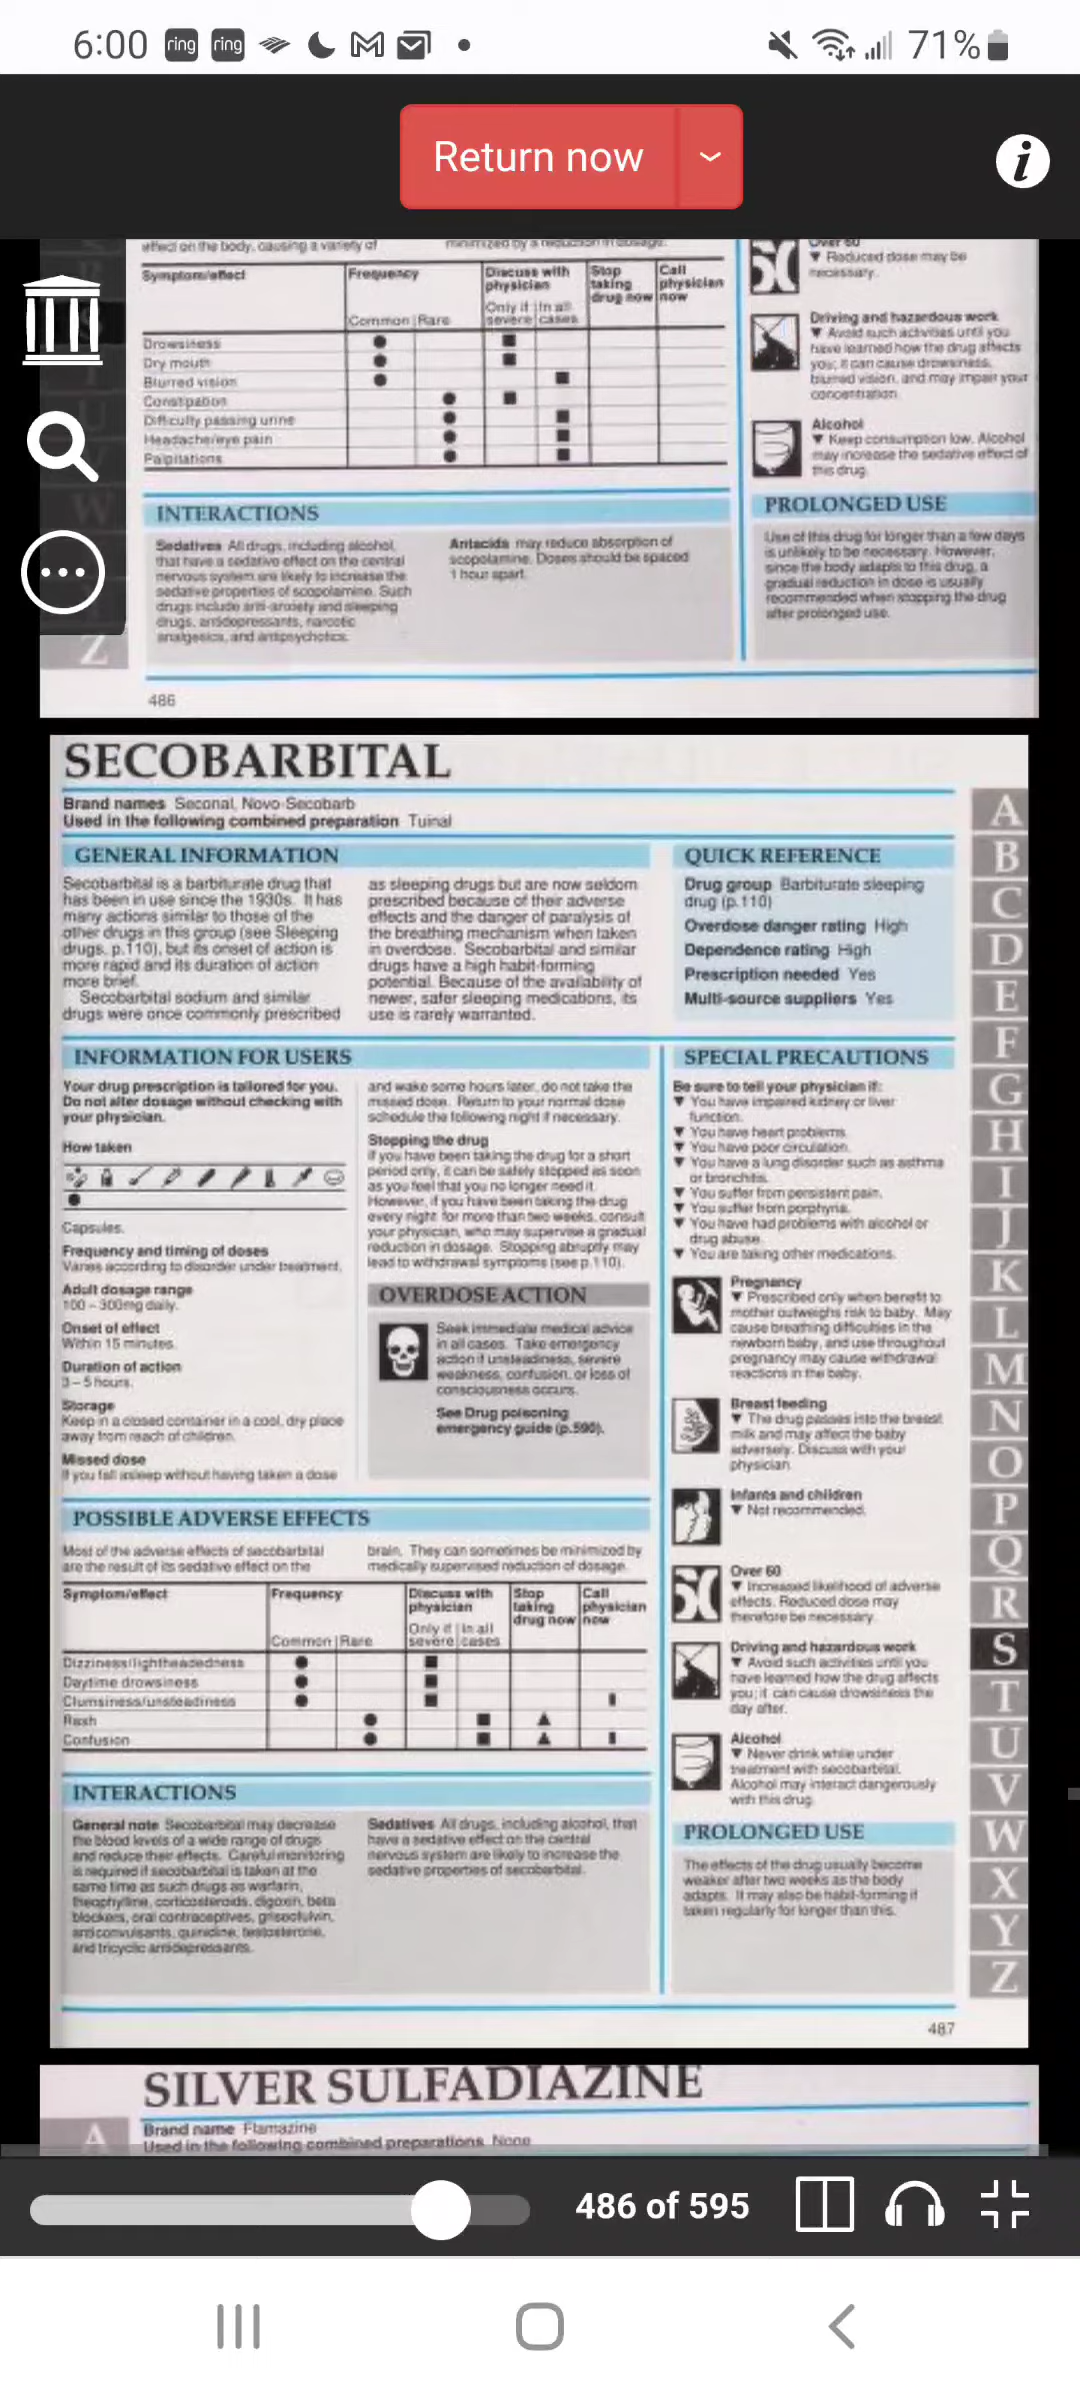 6:00 ring ring 71%
Return now
effect on the body, causing a variety of
minimized by a reduction in dosage.
Symptom/effect
Frequency
Discuss with physician
Stop taking drug now
Call physician now
Common Rare
Only if severe
In all cases
Drowsiness
Dry mouth
Blurred vision
Constipation
Difficulty passing urine
Headache/eye pain
Palpitations
INTERACTIONS
Sedatives All drugs, including alcohol,
that have a sedative effect on the central
nervous system are likely to increase the
sedative properties of scopolamine. Such
drugs include anti-anxiety and sleeping
drugs, antidepressants, narcotic
analgesics, and antipsychotics.
Antacids may reduce absorption of
scopolamine. Doses should be spaced
1 hour apart.
Over 60
▼ Reduced dose may be
necessary.
Driving and hazardous work
▼ Avoid such activities until you
have learned how the drug affects
you; it can cause drowsiness,
blurred vision, and may impair your
concentration.
Alcohol
▼ Keep consumption low. Alcohol
may increase the sedative effect of
this drug.
PROLONGED USE
Use of this drug for longer than a few days
is unlikely to be necessary. However,
since the body adapts to this drug, a
gradual reduction in dose is usually
recommended when stopping the drug
after prolonged use.
U
W
Z
486
SECOBARBITAL
Brand names Seconal, Novo-Secobarb
Used in the following combined preparation Tuinal
GENERAL INFORMATION
Secobarbital is a barbiturate drug that
has been in use since the 1930s. It has
many actions similar to those of the
other drugs in this group (see Sleeping
drugs, p.110), but its onset of action is
more rapid and its duration of action
more brief.
Secobarbital sodium and similar
drugs were once commonly prescribed
as sleeping drugs but are now seldom
prescribed because of their adverse
effects and the danger of paralysis of
the breathing mechanism when taken
in overdose. Secobarbital and similar
drugs have a high habit-forming
potential. Because of the availability of
newer, safer sleeping medications, its
use is rarely warranted.
QUICK REFERENCE
Drug group Barbiturate sleeping
drug (p.110)
Overdose danger rating High
Dependence rating High
Prescription needed Yes
Multi-source suppliers Yes
INFORMATION FOR USERS
Your drug prescription is tailored for you.
Do not alter dosage without checking with
your physician.
How taken
Capsules.
Frequency and timing of doses
Varies according to disorder under treatment.
Adult dosage range
100 – 300mg daily.
Onset of effect
Within 15 minutes.
Duration of action
3 – 5 hours.
Storage
Keep in a closed container in a cool, dry place
away from reach of children.
Missed dose
If you fall asleep without having taken a dose
and wake some hours later, do not take the
missed dose. Return to your normal dose
schedule the following night if necessary.
Stopping the drug
If you have been taking the drug for a short
period only, it can be safely stopped as soon
as you feel that you no longer need it.
However, if you have been taking the drug
every night for more than two weeks, consult
your physician, who may supervise a gradual
reduction in dosage. Stopping abruptly may
lead to withdrawal symptoms (see p.110).
OVERDOSE ACTION
Seek immediate medical advice
in all cases. Take emergency
action if unsteadiness, severe
weakness, confusion, or loss of
consciousness occurs.
See Drug poisoning
emergency guide (p.590).
SPECIAL PRECAUTIONS
Be sure to tell your physician if:
▼ You have impaired kidney or liver
function.
▼ You have heart problems.
▼ You have poor circulation.
▼ You have a lung disorder such as asthma
or bronchitis.
▼ You suffer from persistent pain.
▼ You suffer from porphyria.
▼ You have had problems with alcohol or
drug abuse.
▼ You are taking other medications.
Pregnancy
▼ Prescribed only when benefit to
mother outweighs risk to baby. May
cause breathing difficulties in the
newborn baby, and use throughout
pregnancy may cause withdrawal
reactions in the baby.
Breast feeding
▼ The drug passes into the breast
milk and may affect the baby
adversely. Discuss with your
physician.
Infants and children
▼ Not recommended.
Over 60
▼ Increased likelihood of adverse
effects. Reduced dose may
therefore be necessary.
Driving and hazardous work
▼ Avoid such activities until you
have learned how the drug affects
you; it can cause drowsiness the
day after.
Alcohol
▼ Never drink while under
treatment with secobarbital.
Alcohol may interact dangerously
with this drug.
POSSIBLE ADVERSE EFFECTS
Most of the adverse effects of secobarbital
are the result of its sedative effect on the
brain. They can sometimes be minimized by
medically supervised reduction of dosage.
Symptom/effect
Frequency
Discuss with physician
Stop taking drug now
Call physician now
Common Rare
Only if severe
In all cases
Dizziness/lightheadedness
Daytime drowsiness
Clumsiness/unsteadiness
Rash
Confusion
INTERACTIONS
General note Secobarbital may decrease
the blood levels of a wide range of drugs
and reduce their effects. Careful monitoring
is required if secobarbital is taken at the
same time as such drugs as warfarin,
theophylline, corticosteroids, digoxin, beta
blockers, oral contraceptives, griseofulvin,
anticonvulsants, quinidine, testosterone,
and tricyclic antidepressants.
Sedatives All drugs, including alcohol, that
have a sedative effect on the central
nervous system are likely to increase the
sedative properties of secobarbital.
PROLONGED USE
The effects of the drug usually become
weaker after two weeks as the body
adapts. It may also be habit-forming if
taken regularly for longer than this.
A
B
C
D
E
F
G
H
I
J
K
L
M
N
O
P
Q
R
S
T
U
V
W
X
Y
Z
487
SILVER SULFADIAZINE
Brand name Flamazine
Used in the following combined preparations None
A
486 of 595